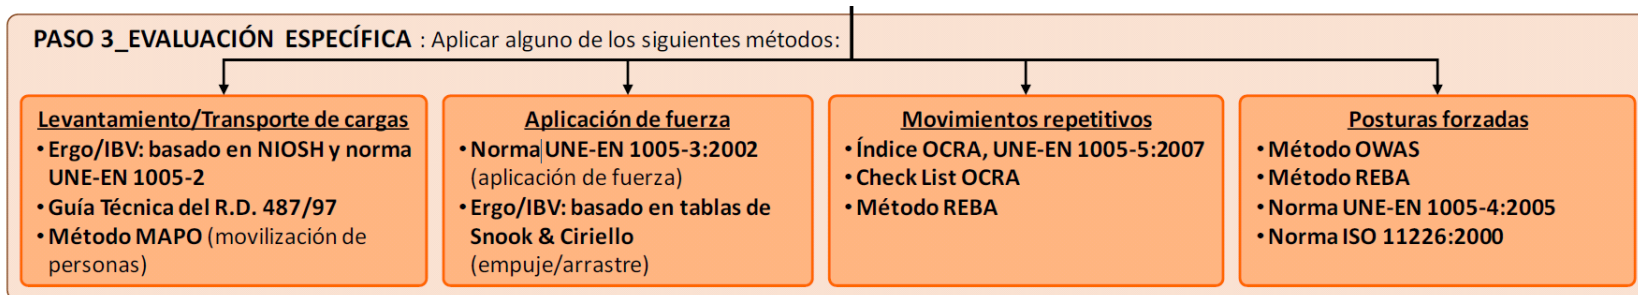 PASO 3_EVALUACIÓN ESPECÍFICA : Aplicar alguno de los siguientes métodos:
Levantamiento/Transporte de cargas
• Ergo/IBV: basado en NIOSH y norma
UNE-EN 1005-2
• Guía Técnica del R.D. 487/97
• Método MAPO (movilización de
personas)
Aplicación de fuerza
• Norma UNE-EN 1005-3:2002
(aplicación de fuerza)
• Ergo/IBV: basado en tablas de
Snook & Ciriello
(empuje/arrastre)
Movimientos repetitivos
• Índice OCRA, UNE-EN 1005-5:2007
• Check List OCRA
• Método REBA
Posturas forzadas
• Método OWAS
• Método REBA
• Norma UNE-EN 1005-4:2005
• Norma ISO 11226:2000